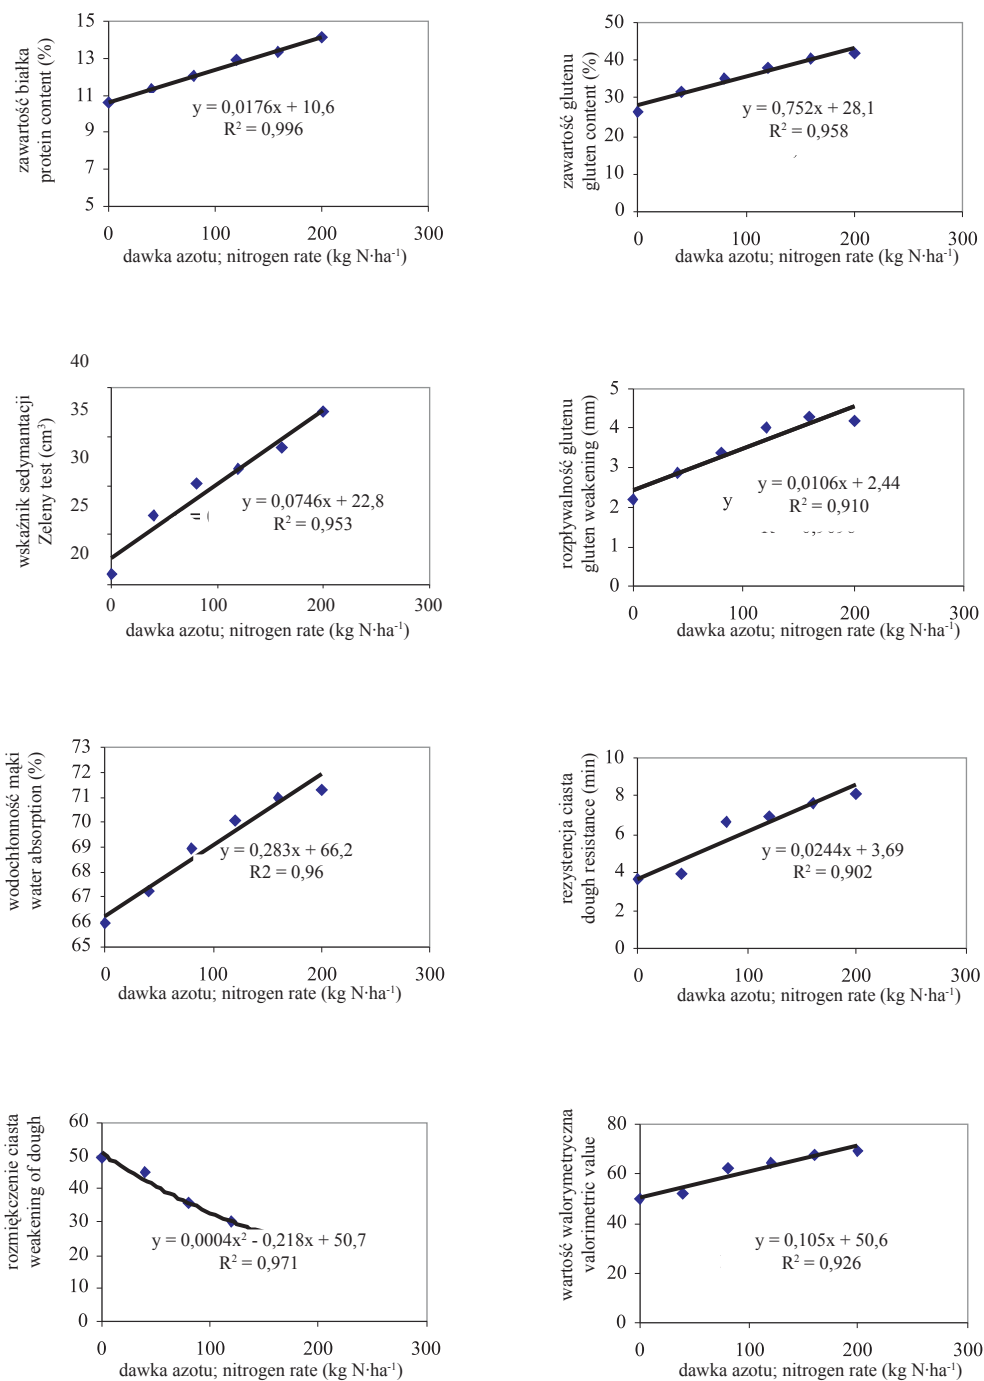 15
13
11
9
7
5
zawartość białka
protein content (%)
y = 0,0176x + 10,6
R² = 0,996
0 100 200 300
dawka azotu; nitrogen rate (kg N·ha⁻¹)
50
40
30
20
10
0
zawartość glutenu
gluten content (%)
y = 0,752x + 28,1
R² = 0,958
0 100 200 300
dawka azotu; nitrogen rate (kg N·ha⁻¹)
40
35
30
25
20
wskaźnik sedymantacji
Zeleny test (cm³)
y = 0,0746x + 22,8
= (
R² = 0,953
0 100 200 300
dawka azotu; nitrogen rate (kg N·ha⁻¹)
5
4
3
2
1
0
rozpływalność glutenu
gluten weakening (mm)
y = 0,0106x + 2,44
y
R² = 0,910
0 100 200 300
dawka azotu; nitrogen rate (kg N·ha⁻¹)
73
72
71
70
69
68
67
66
65
wodochłonność mąki
water absorption (%)
y = 0,283x + 66,2
R2 = 0,96
0 100 200 300
dawka azotu; nitrogen rate (kg N·ha⁻¹)
10
8
6
4
2
0
rezystencja ciasta
dough resistance (min)
y = 0,0244x + 3,69
R² = 0,902
0 100 200 300
dawka azotu; nitrogen rate (kg N·ha⁻¹)
60
50
40
30
20
10
0
rozmiękczenie ciasta
weakening of dough
y = 0,0004x² - 0,218x + 50,7
R² = 0,971
0 100 200 300
dawka azotu; nitrogen rate (kg N·ha⁻¹)
80
60
40
20
0
wartość walorymetryczna
valorimetric value
y = 0,105x + 50,6
R² = 0,926
0 100 200 300
dawka azotu; nitrogen rate (kg N·ha⁻¹)